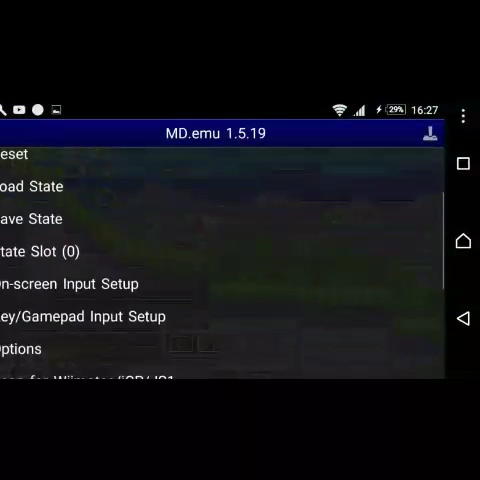 29% 16:27
MD.emu 1.5.19
eset
oad State
ave State
tate Slot (0)
n-screen Input Setup
ey/Gamepad Input Setup
ptions